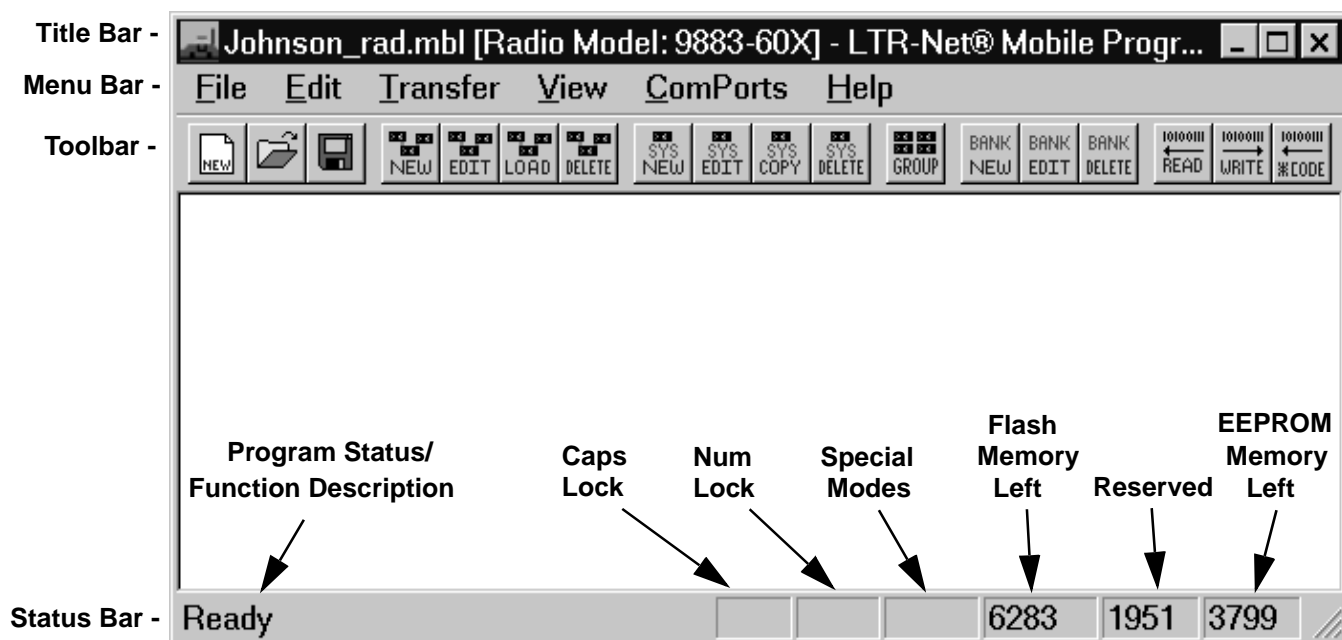 Title Bar - Johnson_rad.mbl [Radio Model: 9883-60X] - LTR-Net® Mobile Progr...
Menu Bar - File Edit Transfer View ComPorts Help
Toolbar - NEW NEW EDIT LOAD DELETE SYS NEW SYS EDIT SYS COPY SYS DELETE GROUP BANK NEW BANK EDIT BANK DELETE 10100111 READ 10100111 WRITE 10100111 *CODE
Program Status/
Function Description
Caps
Lock
Num
Lock
Special
Modes
Flash
Memory
Left
Reserved
EEPROM
Memory
Left
Status Bar - Ready 6283 1951 3799